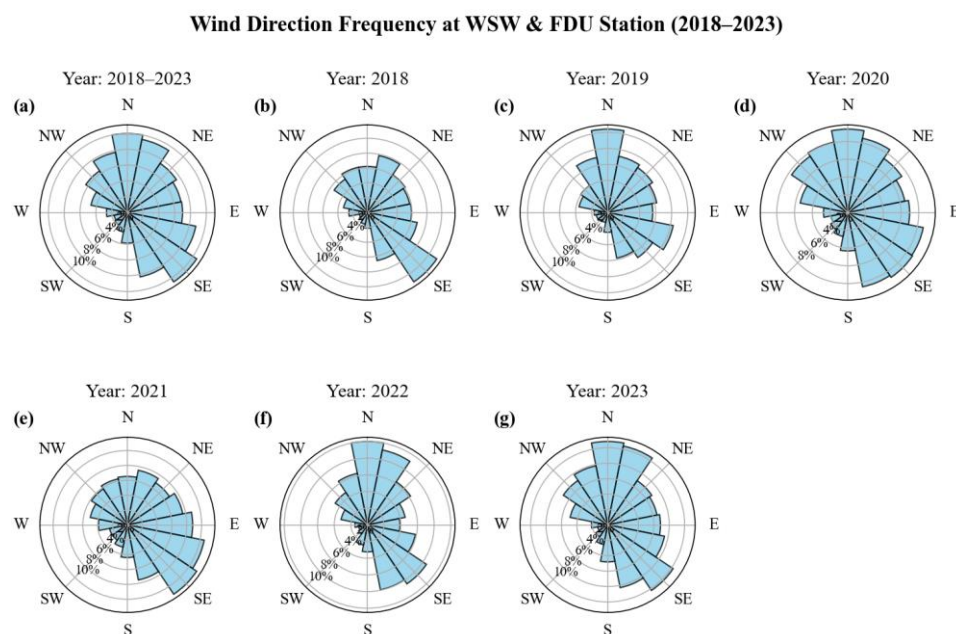 Wind Direction Frequency at WSW & FDU Station (2018–2023)
Year: 2018–2023
(a)
N
NE
E
SE
S
SW
W
NW
2%
4%
6%
8%
10%
Year: 2018
(b)
N
NE
E
SE
S
SW
W
NW
4%
6%
8%
10%
Year: 2019
(c)
N
NE
E
SE
S
SW
W
NW
4%
6%
8%
10%
Year: 2020
(d)
N
NE
E
SE
S
SW
W
NW
4%
6%
8%
Year: 2021
(e)
N
NE
E
SE
S
SW
W
NW
4%
6%
8%
10%
Year: 2022
(f)
N
NE
E
SE
S
SW
W
NW
4%
6%
8%
10%
Year: 2023
(g)
N
NE
E
SE
S
SW
W
NW
4%
6%
8%
10%